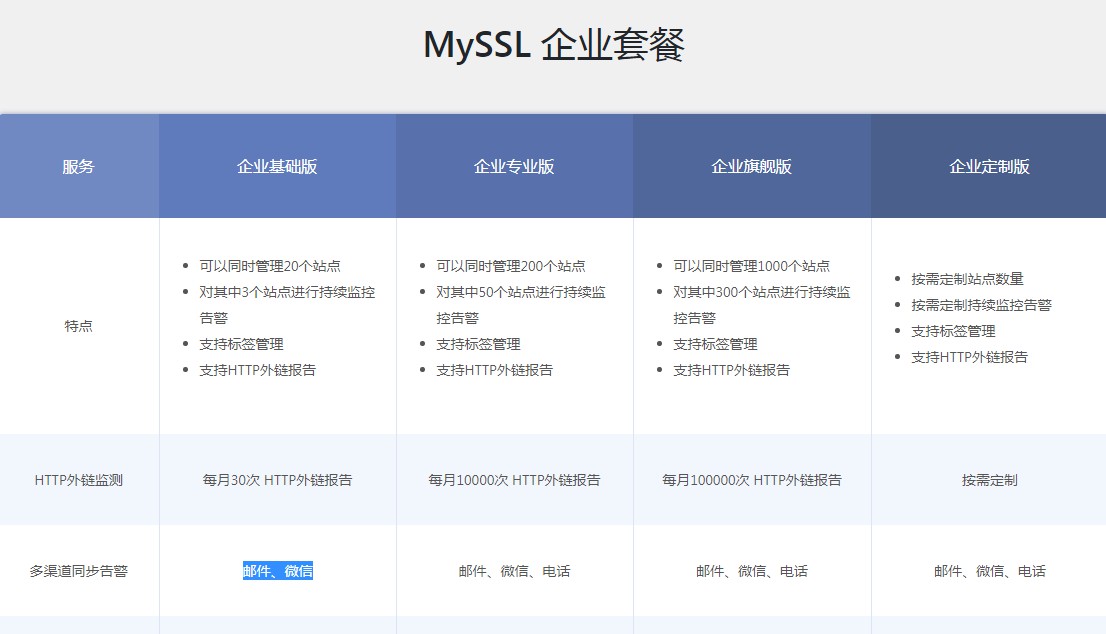 MySSL 企业套餐
服务
企业基础版
企业专业版
企业旗舰版
企业定制版
特点
可以同时管理20个站点
对其中3个站点进行持续监控
告警
支持标签管理
支持HTTP外链报告
可以同时管理200个站点
对其中50个站点进行持续监
控告警
支持标签管理
支持HTTP外链报告
可以同时管理1000个站点
对其中300个站点进行持续监
控告警
支持标签管理
支持HTTP外链报告
按需定制站点数量
按需定制持续监控告警
支持标签管理
支持HTTP外链报告
HTTP外链监测
每月30次 HTTP外链报告
每月10000次 HTTP外链报告
每月100000次 HTTP外链报告
按需定制
多渠道同步告警
邮件、微信
邮件、微信、电话
邮件、微信、电话
邮件、微信、电话